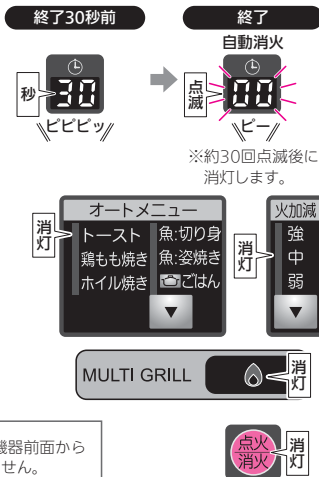 終了30秒前
終了
自動消火
秒
30
点滅
00
ピピピッ
ピー
※約30回点滅後に
消灯します。
オートメニュー
消灯
トースト
魚:切り身
鶏もも焼き
魚:姿焼き
ホイル焼き
ごはん
▼
火加減
消灯
強
中
弱
▼
MULTI GRILL
消灯
機器前面から
せん。
点火
消火
消灯